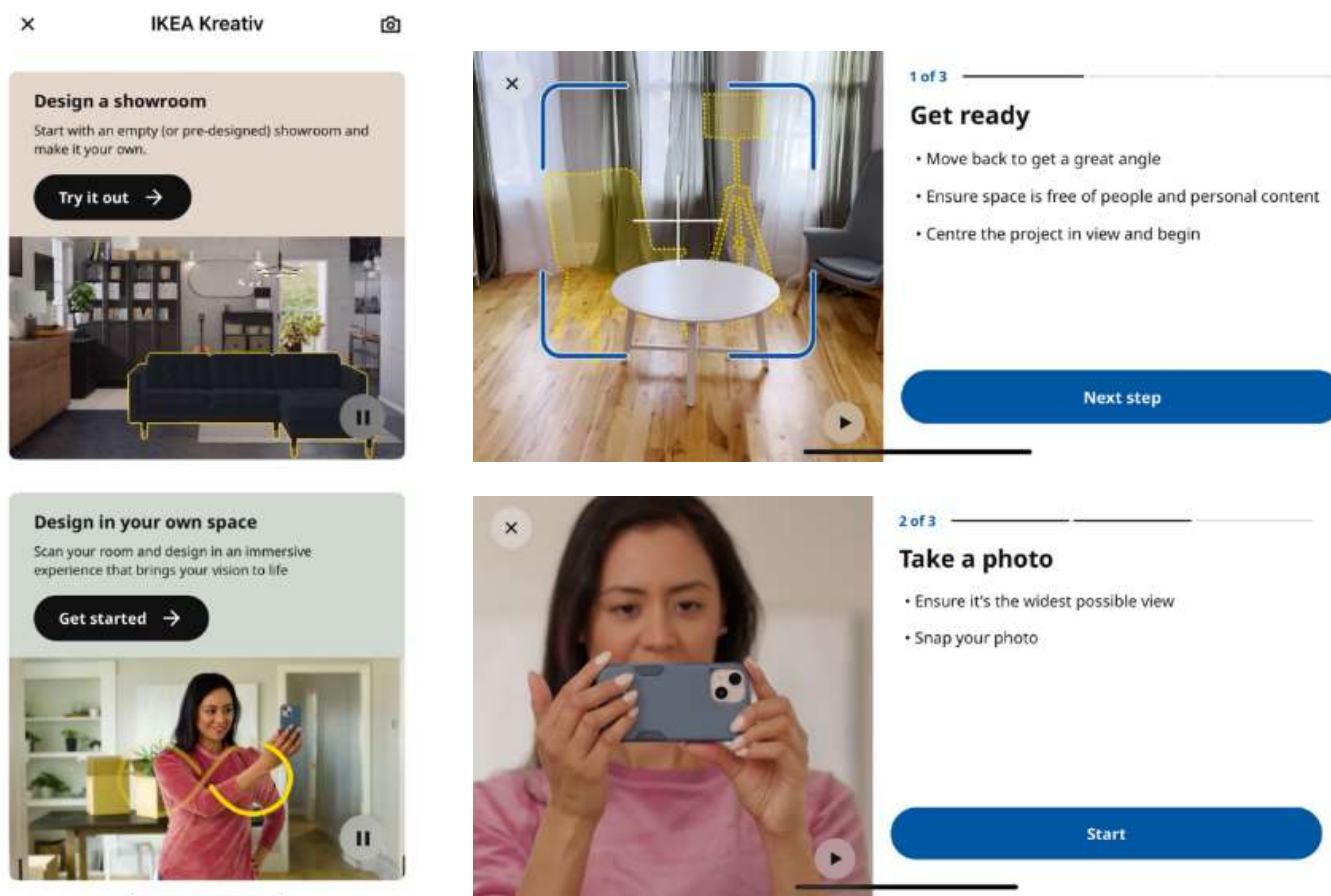 IKEA Kreativ
Design a showroom
Start with an empty (or pre-designed) showroom and
make it your own.
Try it out
Design in your own space
Scan your room and design in an immersive
experience that brings your vision to life
Get started
1 of 3
Get ready
• Move back to get a great angle
• Ensure space is free of people and personal content
• Centre the project in view and begin
Next step
2 of 3
Take a photo
• Ensure it's the widest possible view
• Snap your photo
Start